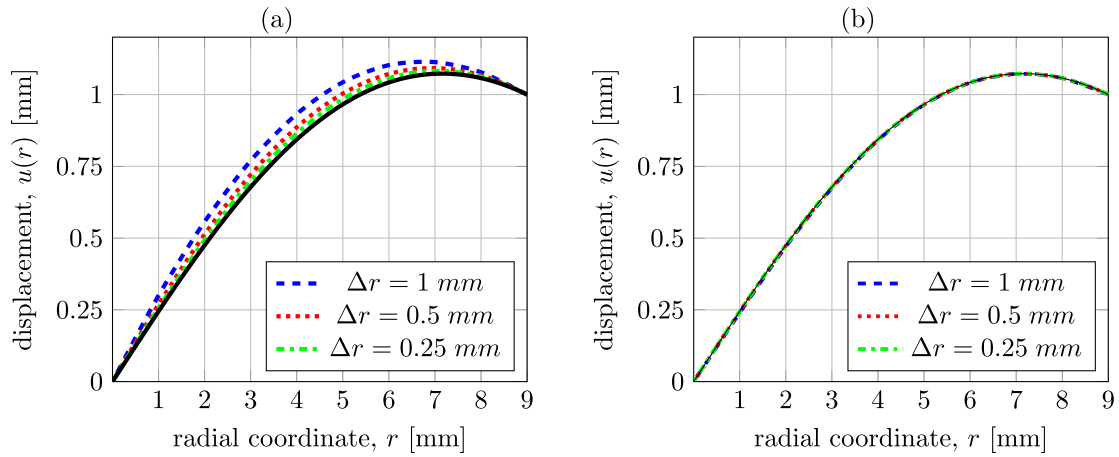 (a)
displacement, u(r) [mm]
1
0.75
0.5
0.25
0
Δr = 1 mm
Δr = 0.5 mm
Δr = 0.25 mm
1 2 3 4 5 6 7 8 9
radial coordinate, r [mm]
(b)
displacement, u(r) [mm]
1
0.75
0.5
0.25
0
Δr = 1 mm
Δr = 0.5 mm
Δr = 0.25 mm
1 2 3 4 5 6 7 8 9
radial coordinate, r [mm]